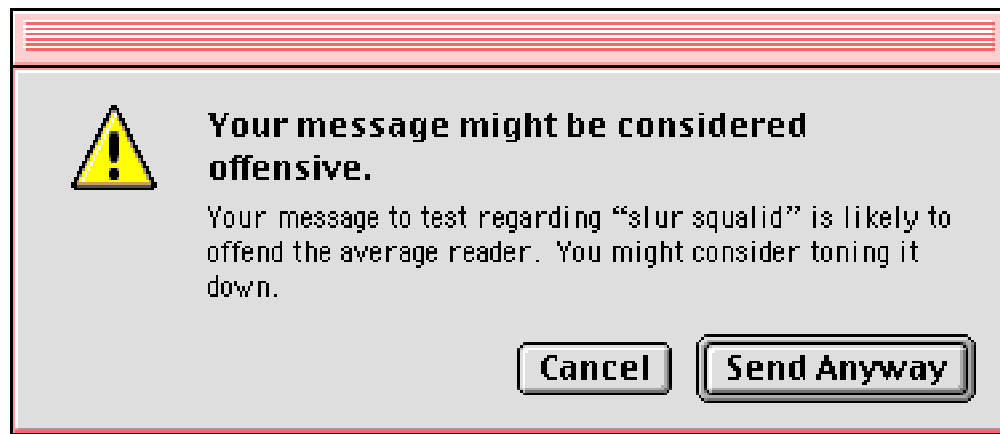 Your message might be considered
offensive.
Your message to test regarding “slur squalid” is likely to
offend the average reader.  You might consider toning it
down.
Cancel
Send Anyway